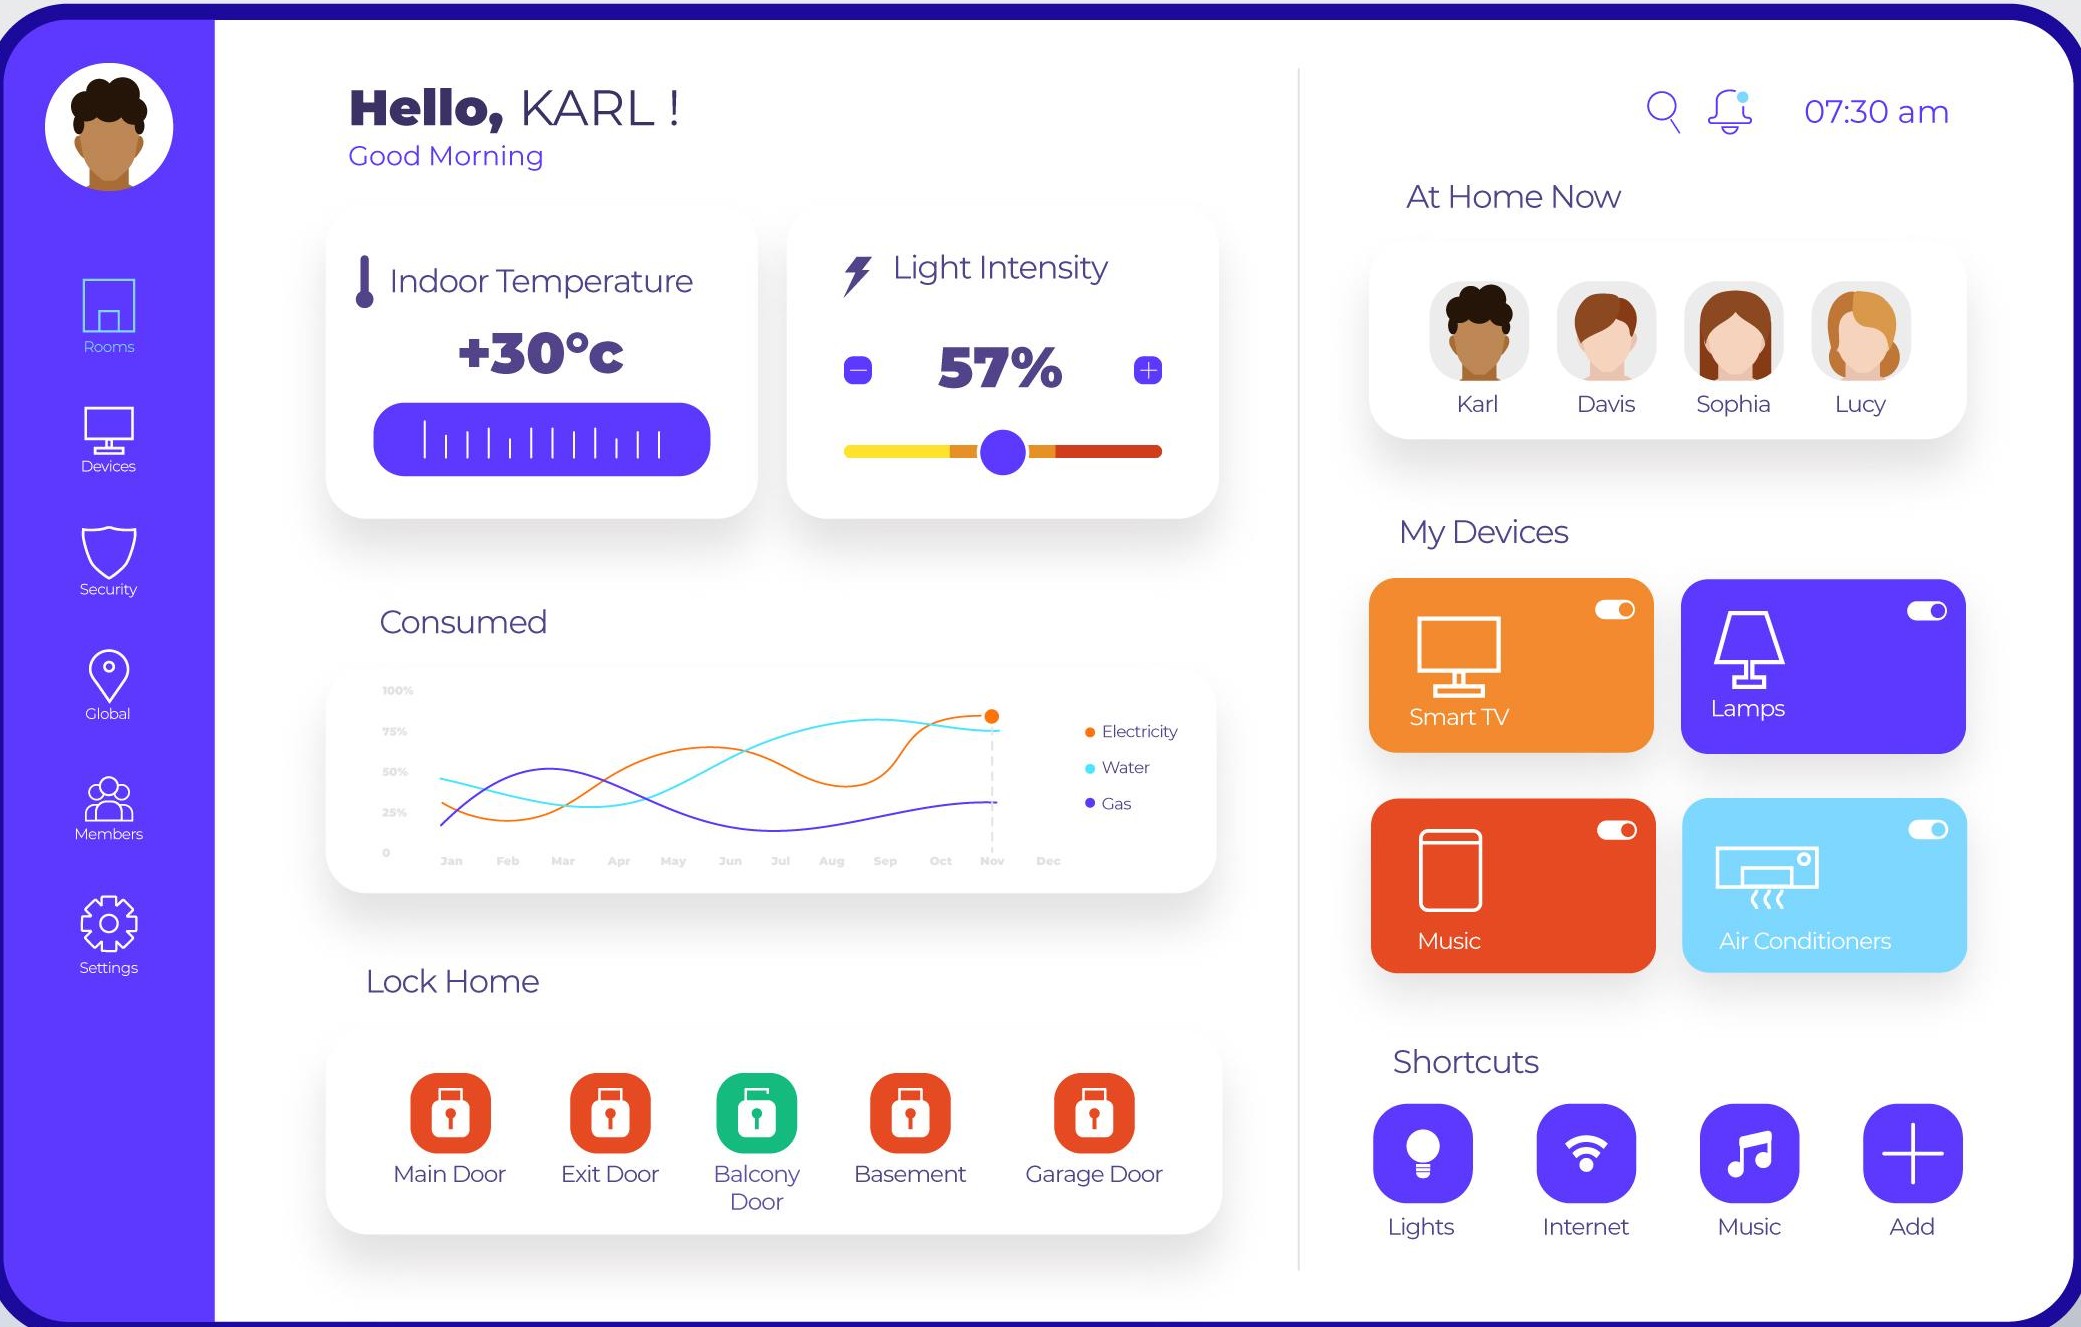 Hello, KARL !
Good Morning
07:30 am
Rooms
Devices
Security
Global
Members
Settings
Indoor Temperature
+30°c
Light Intensity
57%
Consumed
100%
75%
50%
25%
0
Jan Feb Mar Apr May Jun Jul Aug Sep Oct Nov Dec
Electricity
Water
Gas
Lock Home
Main Door
Exit Door
Balcony
Door
Basement
Garage Door
At Home Now
Karl
Davis
Sophia
Lucy
My Devices
Smart TV
Lamps
Music
Air Conditioners
Shortcuts
Lights
Internet
Music
Add